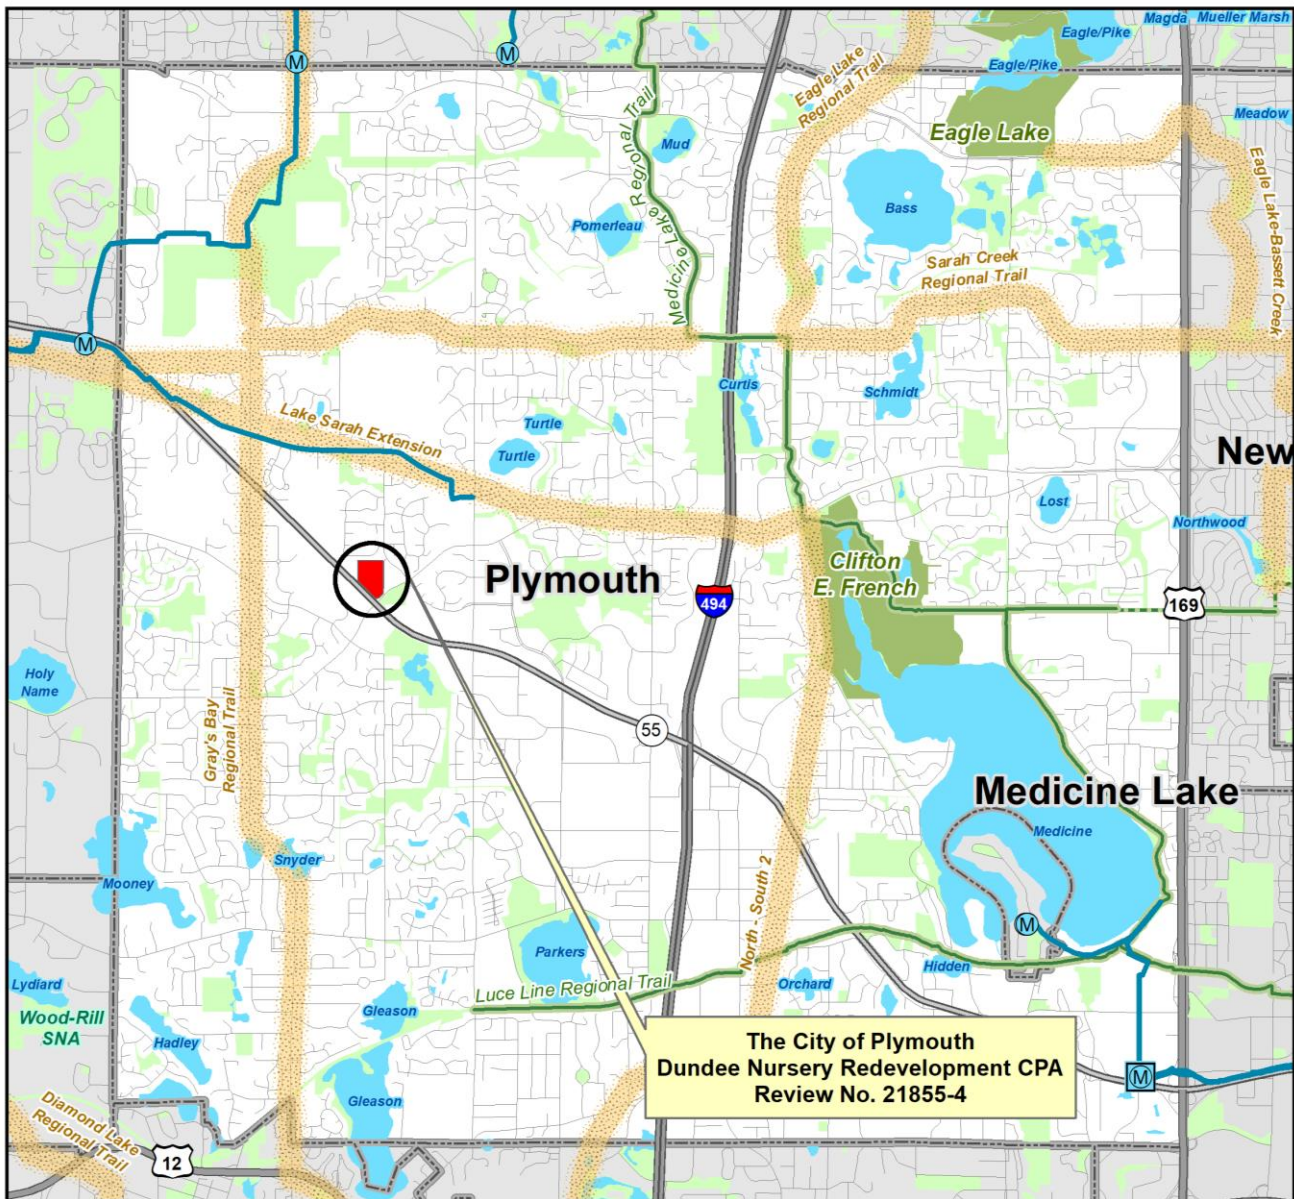 Magda
Mueller Marsh
Eagle/Pike
Eagle/Pike
M
M
Eagle Lake
Regional Trail
Eagle Lake
Meadow
Medicine Lake Regional Trail
Mud
Bass
Pomerleau
Eagle Lake-Bassett Creek
Sarah Creek
Regional Trail
M
Curtis
Schmidt
Lake Sarah Extension
Turtle
Turtle
New
Lost
Northwood
Clifton
E. French
Plymouth
494
169
Holy
Name
Gray's Bay
Regional Trail
55
Medicine Lake
Medicine
Snyder
Mooney
North - South 2
M
Parkers
Hidden
Orchard
Lydiard
Luce Line Regional Trail
Wood-Rill
SNA
Gleason
Hadley
The City of Plymouth
Dundee Nursery Redevelopment CPA
Review No. 21855-4
M
Gleason
Diamond Lake
Regional Trail
12